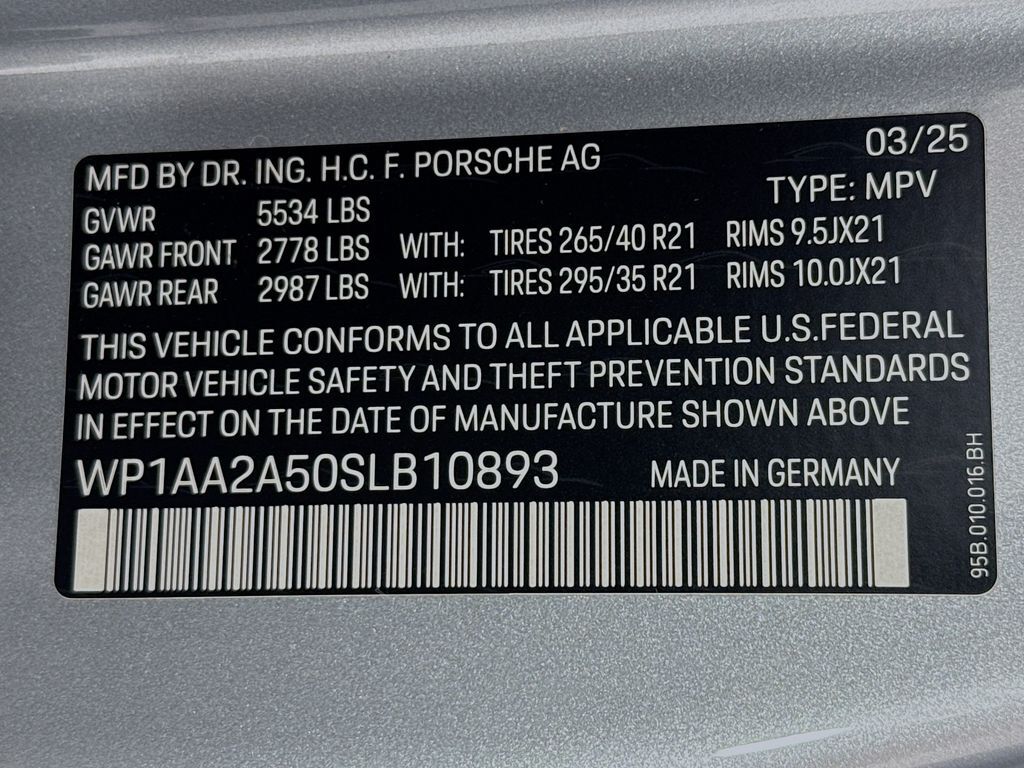 03/25
MFD BY DR. ING. H.C. F. PORSCHE AG
TYPE: MPV
GVWR 5534 LBS
GAWR FRONT 2778 LBS WITH: TIRES 265/40 R21 RIMS 9.5JX21
GAWR REAR 2987 LBS WITH: TIRES 295/35 R21 RIMS 10.0JX21
THIS VEHICLE CONFORMS TO ALL APPLICABLE U.S.FEDERAL
MOTOR VEHICLE SAFETY AND THEFT PREVENTION STANDARDS
IN EFFECT ON THE DATE OF MANUFACTURE SHOWN ABOVE
WP1AA2A50SLB10893 MADE IN GERMANY
95B.010.016.BH